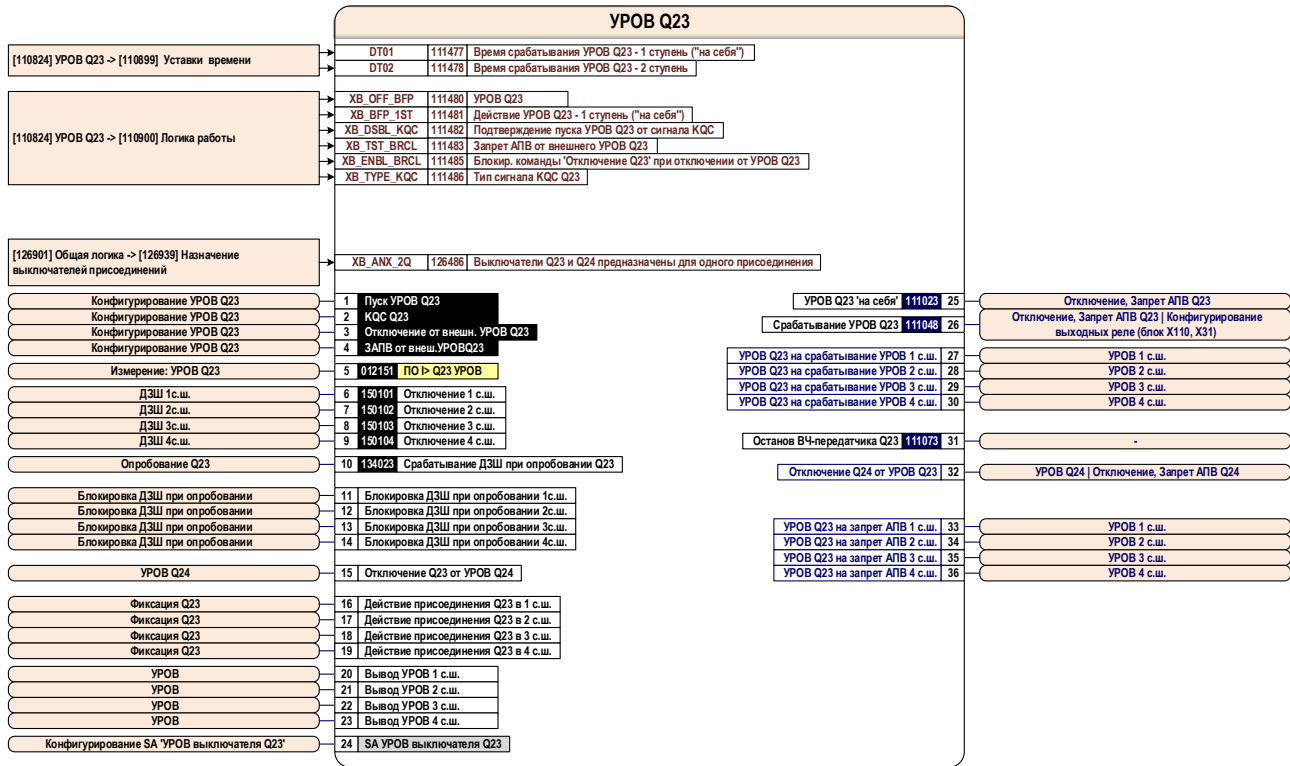 УРОВ Q23
[110824] УРОВ Q23 -> [110899] Уставки времени
DT01 111477 Время срабатывания УРОВ Q23 - 1 ступень ("на себя")
DT02 111478 Время срабатывания УРОВ Q23 - 2 ступень
[110824] УРОВ Q23 -> [110900] Логика работы
XB_OFF_BFP 111480 УРОВ Q23
XB_BFP_1ST 111481 Действие УРОВ Q23 - 1 ступень ("на себя")
XB_DSBL_KQC 111482 Подтверждение пуска УРОВ Q23 от сигнала KQC
XB_TST_BRCL 111483 Запрет АПВ от внешнего УРОВ Q23
XB_ENBL_BRCL 111485 Блокир. команды 'Отключение Q23' при отключении от УРОВ Q23
XB_TYPE_KQC 111486 Тип сигнала KQC Q23
[126901] Общая логика -> [126939] Назначение
выключателей присоединений
XB_ANX_2Q 126486 Выключатели Q23 и Q24 предназначены для одного присоединения
Конфигурирование УРОВ Q23 1 Пуск УРОВ Q23
Конфигурирование УРОВ Q23 2 KQC Q23
Конфигурирование УРОВ Q23 3 Отключение от внешн. УРОВ Q23
Конфигурирование УРОВ Q23 4 ЗАПВ от внеш.УРОВQ23
Измерение: УРОВ Q23 5 012151 ПО I> Q23 УРОВ
ДЗШ 1с.ш. 6 150101 Отключение 1 с.ш.
ДЗШ 2с.ш. 7 150102 Отключение 2 с.ш.
ДЗШ 3с.ш. 8 150103 Отключение 3 с.ш.
ДЗШ 4с.ш. 9 150104 Отключение 4 с.ш.
Опробование Q23 10 134023 Срабатывание ДЗШ при опробовании Q23
Блокировка ДЗШ при опробовании 11 Блокировка ДЗШ при опробовании 1с.ш.
Блокировка ДЗШ при опробовании 12 Блокировка ДЗШ при опробовании 2с.ш.
Блокировка ДЗШ при опробовании 13 Блокировка ДЗШ при опробовании 3с.ш.
Блокировка ДЗШ при опробовании 14 Блокировка ДЗШ при опробовании 4с.ш.
УРОВ Q24 15 Отключение Q23 от УРОВ Q24
Фиксация Q23 16 Действие присоединения Q23 в 1 с.ш.
Фиксация Q23 17 Действие присоединения Q23 в 2 с.ш.
Фиксация Q23 18 Действие присоединения Q23 в 3 с.ш.
Фиксация Q23 19 Действие присоединения Q23 в 4 с.ш.
УРОВ 20 Вывод УРОВ 1 с.ш.
УРОВ 21 Вывод УРОВ 2 с.ш.
УРОВ 22 Вывод УРОВ 3 с.ш.
УРОВ 23 Вывод УРОВ 4 с.ш.
Конфигурирование SA 'УРОВ выключателя Q23' 24 SA УРОВ выключателя Q23
УРОВ Q23 'на себя' 111023 25 Отключение, Запрет АПВ Q23
Срабатывание УРОВ Q23 111048 26 Отключение, Запрет АПВ Q23 | Конфигурирование
выходных реле (блок X110, X31)
УРОВ Q23 на срабатывание УРОВ 1 с.ш. 27 УРОВ 1 с.ш.
УРОВ Q23 на срабатывание УРОВ 2 с.ш. 28 УРОВ 2 с.ш.
УРОВ Q23 на срабатывание УРОВ 3 с.ш. 29 УРОВ 3 с.ш.
УРОВ Q23 на срабатывание УРОВ 4 с.ш. 30 УРОВ 4 с.ш.
Останов ВЧ-передатчика Q23 111073 31 -
Отключение Q24 от УРОВ Q23 32 УРОВ Q24 | Отключение, Запрет АПВ Q24
УРОВ Q23 на запрет АПВ 1 с.ш. 33 УРОВ 1 с.ш.
УРОВ Q23 на запрет АПВ 2 с.ш. 34 УРОВ 2 с.ш.
УРОВ Q23 на запрет АПВ 3 с.ш. 35 УРОВ 3 с.ш.
УРОВ Q23 на запрет АПВ 4 с.ш. 36 УРОВ 4 с.ш.